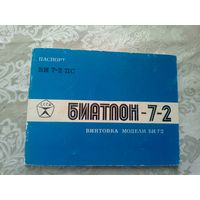 ПАСПОРТ
БИ 7-2 ПС
БИАТЛОН-7-2
ВИНТОВКА МОДЕЛИ БИ 7-2